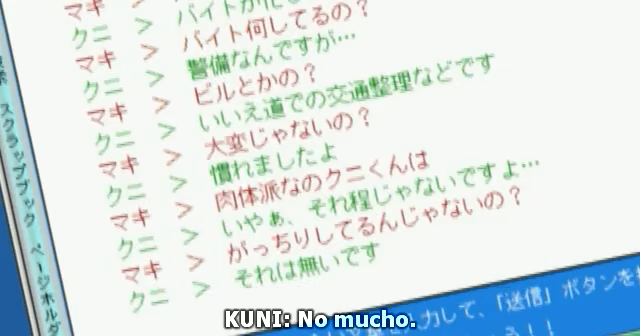 マキ > バイトが忙
クニ > バイト何してるの？
マキ > 警備なんですが…
クニ > ビルとかの？
マキ > いいえ道での交通整理などです
クニ > 大変じゃないの？
マキ > 慣れましたよ
クニ > 肉体派なのクニくんは
マキ > いやぁ、それ程じゃないですよ…
クニ > がっちりしてるんじゃないの？
マキ > それは無いです
クニ >
スクラップブック
ページホルダ
力して、「送信」ボタンを
KUNI: No mucho.